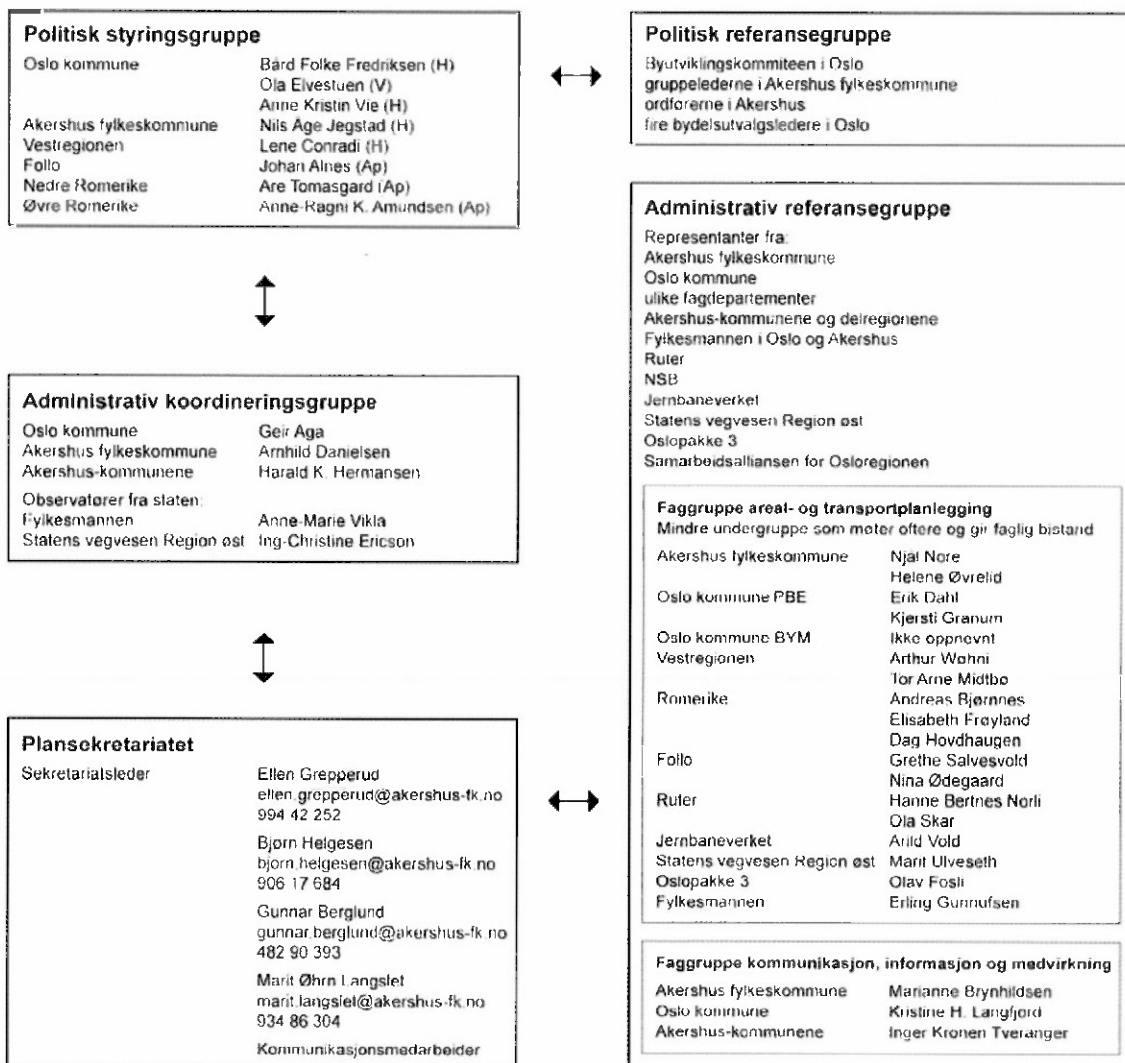 Politisk styringsgruppe
Oslo kommune Bård Folke Fredriksen (H)
Ola Elvestuen (V)
Anne Kristin Vie (H)
Akershus fylkeskommune Nils Åge Jegstad (H)
Vestregionen Lene Conradi (H)
Follo Johan Alnes (Ap)
Nedre Romerike Are Tomasgard (Ap)
Øvre Romerike Anne-Ragni K. Amundsen (Ap)
Politisk referansegruppe
Byutviklingskommiteen i Oslo
gruppelederne i Akershus fylkeskommune
ordførerne i Akershus
fire bydelsutvalgsledere i Oslo
Administrativ koordineringsgruppe
Oslo kommune Geir Aga
Akershus fylkeskommune Arnhild Danielsen
Akershus-kommunene Harald K. Hermansen
Observatører fra staten:
Fylkesmannen Anne-Marie Vikla
Statens vegvesen Region øst Ing-Christine Ericson
Plansekretariatet
Sekretariatsleder Ellen Grepperud
ellen.grepperud@akershus-fk.no
994 42 252
Bjørn Helgesen
bjorn.helgesen@akershus-fk.no
906 17 684
Gunnar Berglund
gunnar.berglund@akershus-fk.no
482 90 393
Marit Øhrn Langslet
marit.langslet@akershus-fk.no
934 86 304
Kommunikasjonsmedarbeider
Administrativ referansegruppe
Representanter fra:
Akershus fylkeskommune
Oslo kommune
ulike fagdepartementer
Akershus-kommunene og delregionene
Fylkesmannen i Oslo og Akershus
Ruter
NSB
Jernbaneverket
Statens vegvesen Region øst
Oslopakke 3
Samarbeidsalliansen for Osloregionen
Faggruppe areal- og transportplanlegging
Mindre undergruppe som møter oftere og gir faglig bistand
Akershus fylkeskommune Njål Nore
Helene Øvrelid
Oslo kommune PBE Erik Dahl
Kjersti Granum
Oslo kommune BYM Ikke oppnevnt
Vestregionen Arthur Wøhni
Tor Arne Midtbø
Romerike Andreas Bjørnnes
Elisabeth Frøyland
Dag Hovdhaugen
Follo Grethe Salvesvold
Nina Ødegaard
Ruter Hanne Bertnes Norli
Ola Skar
Jernbaneverket Arild Vold
Statens vegvesen Region øst Marit Ulveseth
Oslopakke 3 Olav Fosli
Fylkesmannen Erling Gunnufsen
Faggruppe kommunikasjon, informasjon og medvirkning
Akershus fylkeskommune Marianne Brynhildsen
Oslo kommune Kristine H. Langfjord
Akershus-kommunene Inger Kronen Tveranger